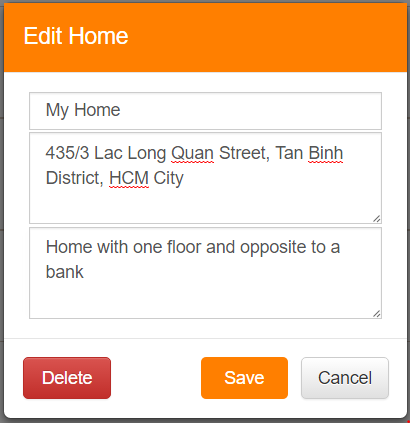 Edit Home
My Home
435/3 Lac Long Quan Street, Tan Binh
District, HCM City
Home with one floor and opposite to a
bank
Delete
Save
Cancel